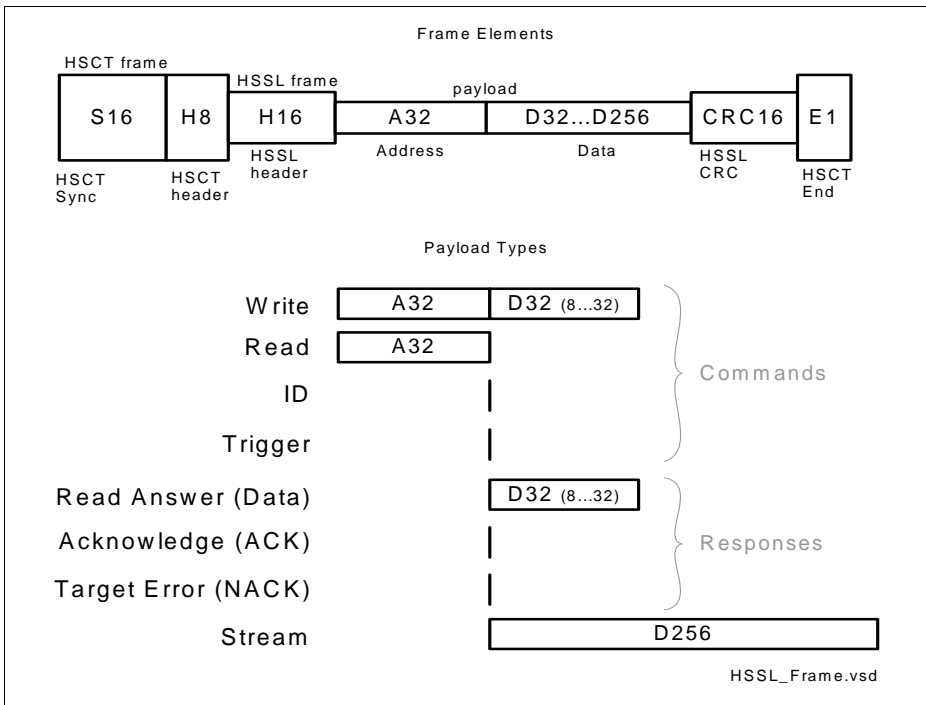 Frame Elements
HSCT frame
HSSL frame
payload
S16 H8 H16 A32 D32...D256 CRC16 E1
HSCT Sync
HSCT header
HSSL header
Address
Data
HSSL CRC
HSCT End
Payload Types
Write A32 D32 (8...32)
Read A32
ID
Commands
Trigger
Read Answer (Data) D32 (8...32)
Acknowledge (ACK)
Responses
Target Error (NACK)
Stream D256
HSSL_Frame.vsd